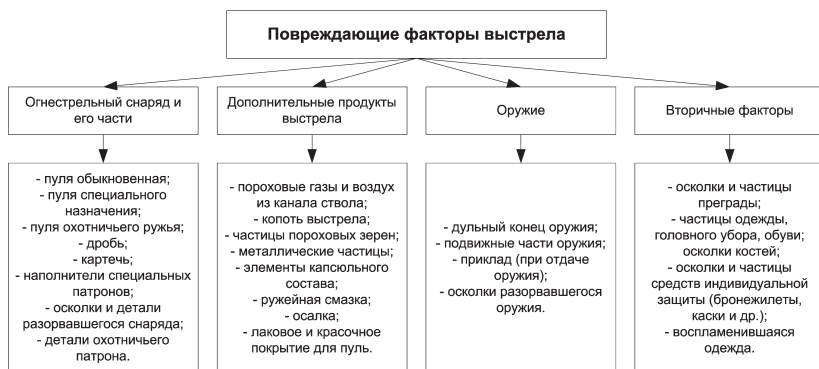 Повреждающие факторы выстрела
Огнестрельный снаряд и
его части
Дополнительные продукты
выстрела
Оружие
Вторичные факторы
- пуля обыкновенная;
- пуля специального
назначения;
- пуля охотничьего ружья;
- дробь;
- картечь;
- наполнители специальных
патронов;
- осколки и детали
разорвавшегося снаряда;
- детали охотничьего
патрона.
- пороховые газы и воздух
из канала ствола;
- копоть выстрела;
- частицы пороховых зерен;
- металлические частицы;
- элементы капсюльного
состава;
- ружейная смазка;
- осалка;
- лаковое и красочное
покрытие для пуль.
- дульный конец оружия;
- подвижные части оружия;
- приклад (при отдаче
оружия);
- осколки разорвавшегося
оружия.
- осколки и частицы
преграды;
- частицы одежды,
головного убора, обуви;
осколки костей;
- осколки и частицы
средств индивидуальной
защиты (бронежилеты,
каски и др.);
- воспламенившаяся
одежда.